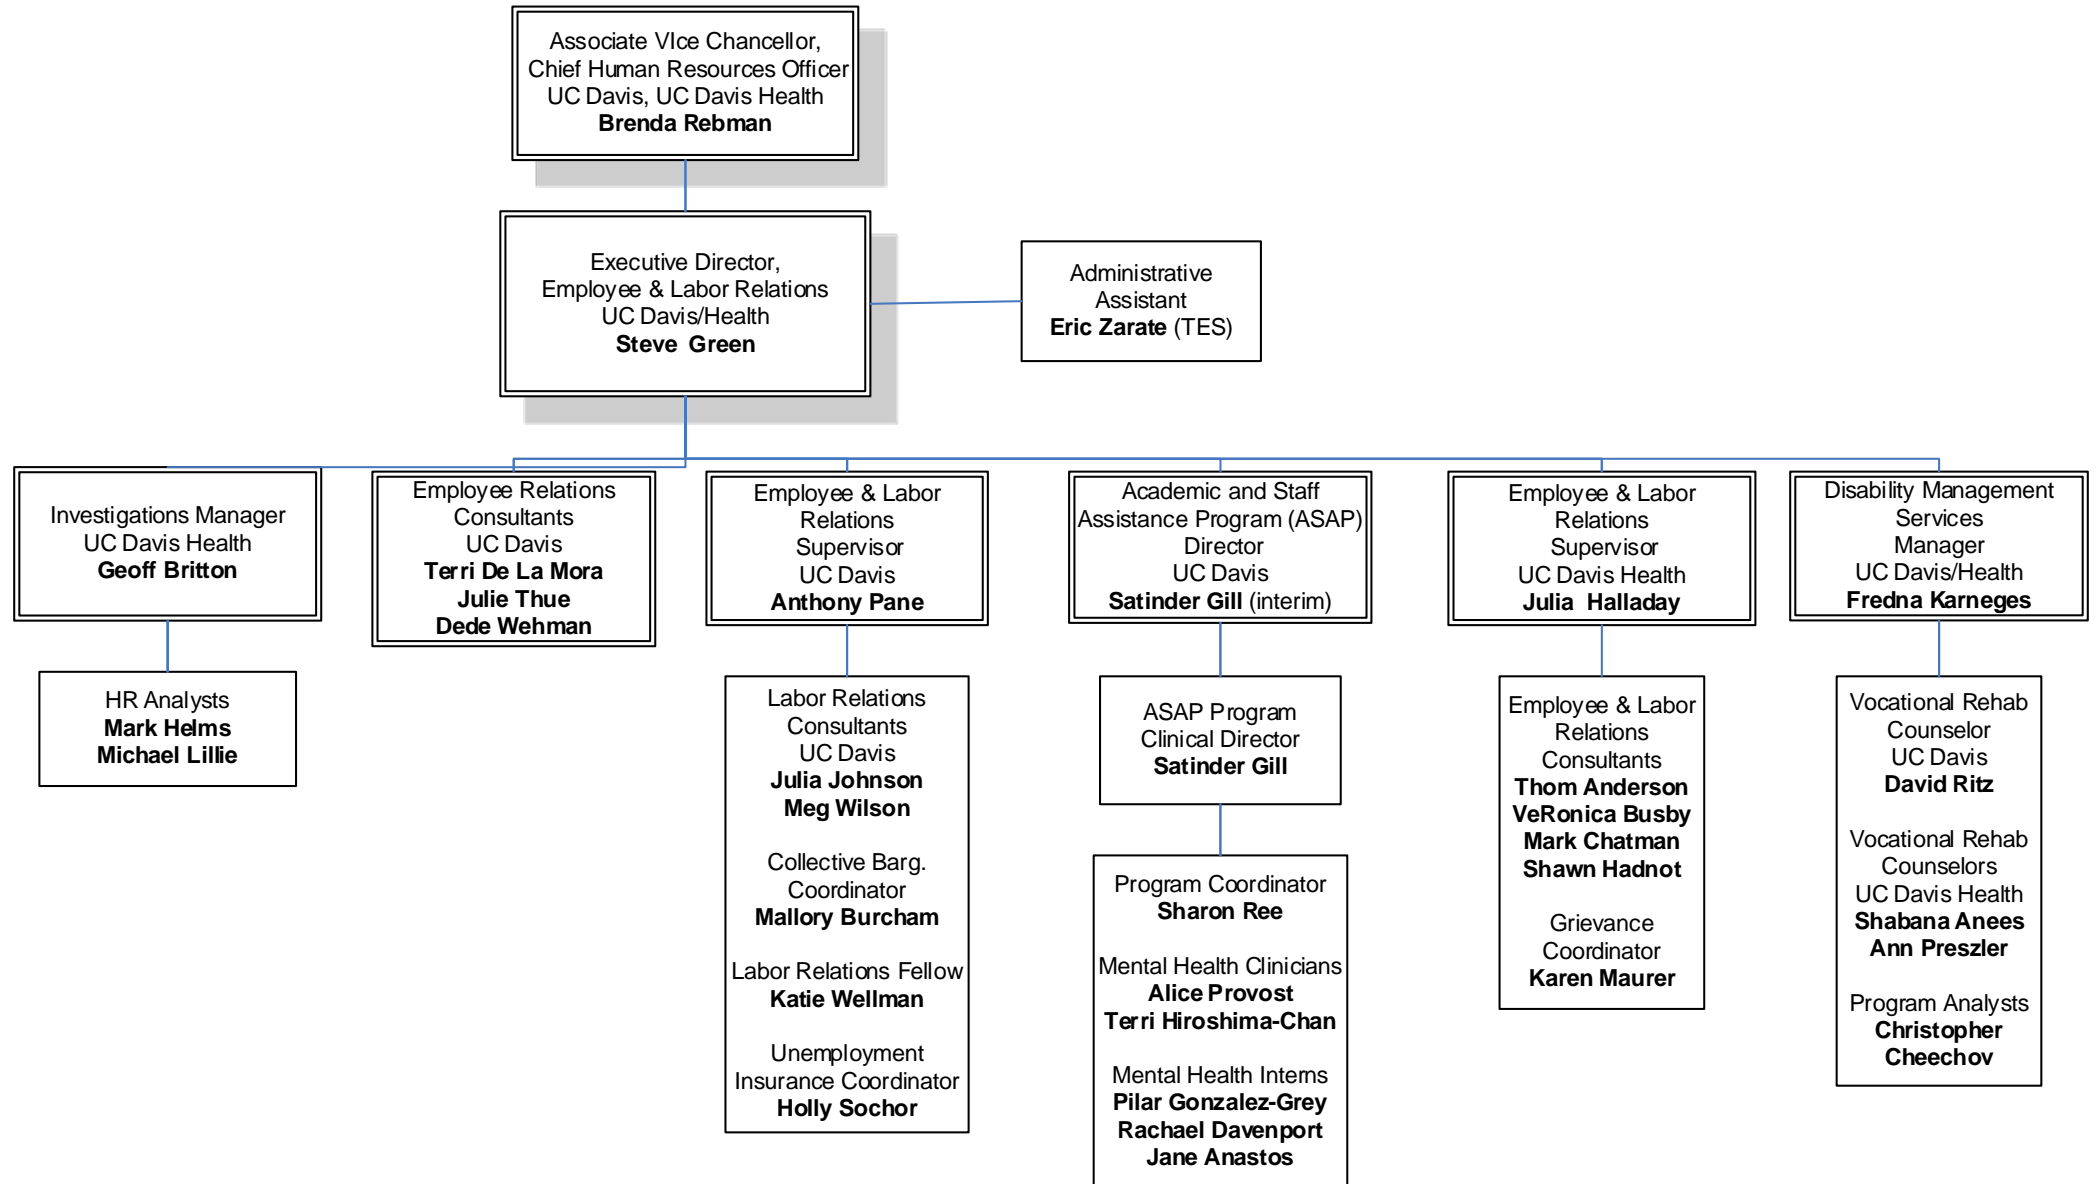 Associate VIce Chancellor,
Chief Human Resources Officer
UC Davis, UC Davis Health
Brenda Rebman
Executive Director,
Employee & Labor Relations
UC Davis/Health
Steve  Green
Administrative
Assistant
Eric Zarate (TES)
Investigations Manager
UC Davis Health
Geoff Britton
Employee Relations
Consultants
UC Davis
Terri De La Mora
Julie Thue
Dede Wehman
Employee & Labor
Relations
Supervisor
UC Davis
Anthony Pane
Academic and Staff
Assistance Program (ASAP)
Director
UC Davis
Satinder Gill (interim)
Employee & Labor
Relations
Supervisor
UC Davis Health
Julia  Halladay
Disability Management
Services
Manager
UC Davis/Health
Fredna Karneges
HR Analysts
Mark Helms
Michael Lillie
Labor Relations
Consultants
UC Davis
Julia Johnson
Meg Wilson
Collective Barg.
Coordinator
Mallory Burcham
Labor Relations Fellow
Katie Wellman
Unemployment
Insurance Coordinator
Holly Sochor
ASAP Program
Clinical Director
Satinder Gill
Program Coordinator
Sharon Ree
Mental Health Clinicians
Alice Provost
Terri Hiroshima-Chan
Mental Health Interns
Pilar Gonzalez-Grey
Rachael Davenport
Jane Anastos
Employee & Labor
Relations
Consultants
Thom Anderson
VeRonica Busby
Mark Chatman
Shawn Hadnot
Grievance
Coordinator
Karen Maurer
Vocational Rehab
Counselor
UC Davis
David Ritz
Vocational Rehab
Counselors
UC Davis Health
Shabana Anees
Ann Preszler
Program Analysts
Christopher
Cheechov